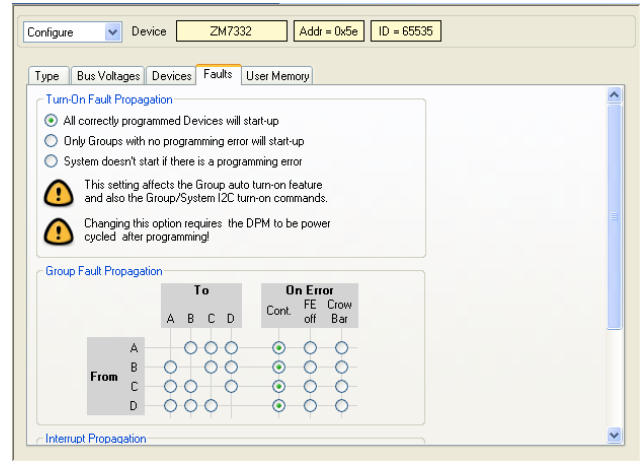 Configure Device ZM7332 Addr = 0x5e ID = 65535
Type Bus Voltages Devices Faults User Memory
Turn-On Fault Propagation
All correctly programmed Devices will start-up
Only Groups with no programming error will start-up
System doesn't start if there is a programming error
This setting affects the Group auto turn-on feature
and also the Group/System I2C turn-on commands.
Changing this option requires the DPM to be power
cycled after programming!
Group Fault Propagation
To On Error
A B C D Cont. FE off Crow Bar
From
A
B
C
D
Interrupt Propagation